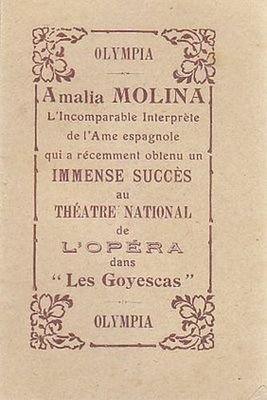 OLYMPIA
Amalia MOLINA
L'Incomparable Interprète
de l'Ame espagnole
qui a récemment obtenu un
IMMENSE SUCCÈS
au
THÉATRE NATIONAL
de
L'OPÉRA
dans
"Les Goyescas"
OLYMPIA